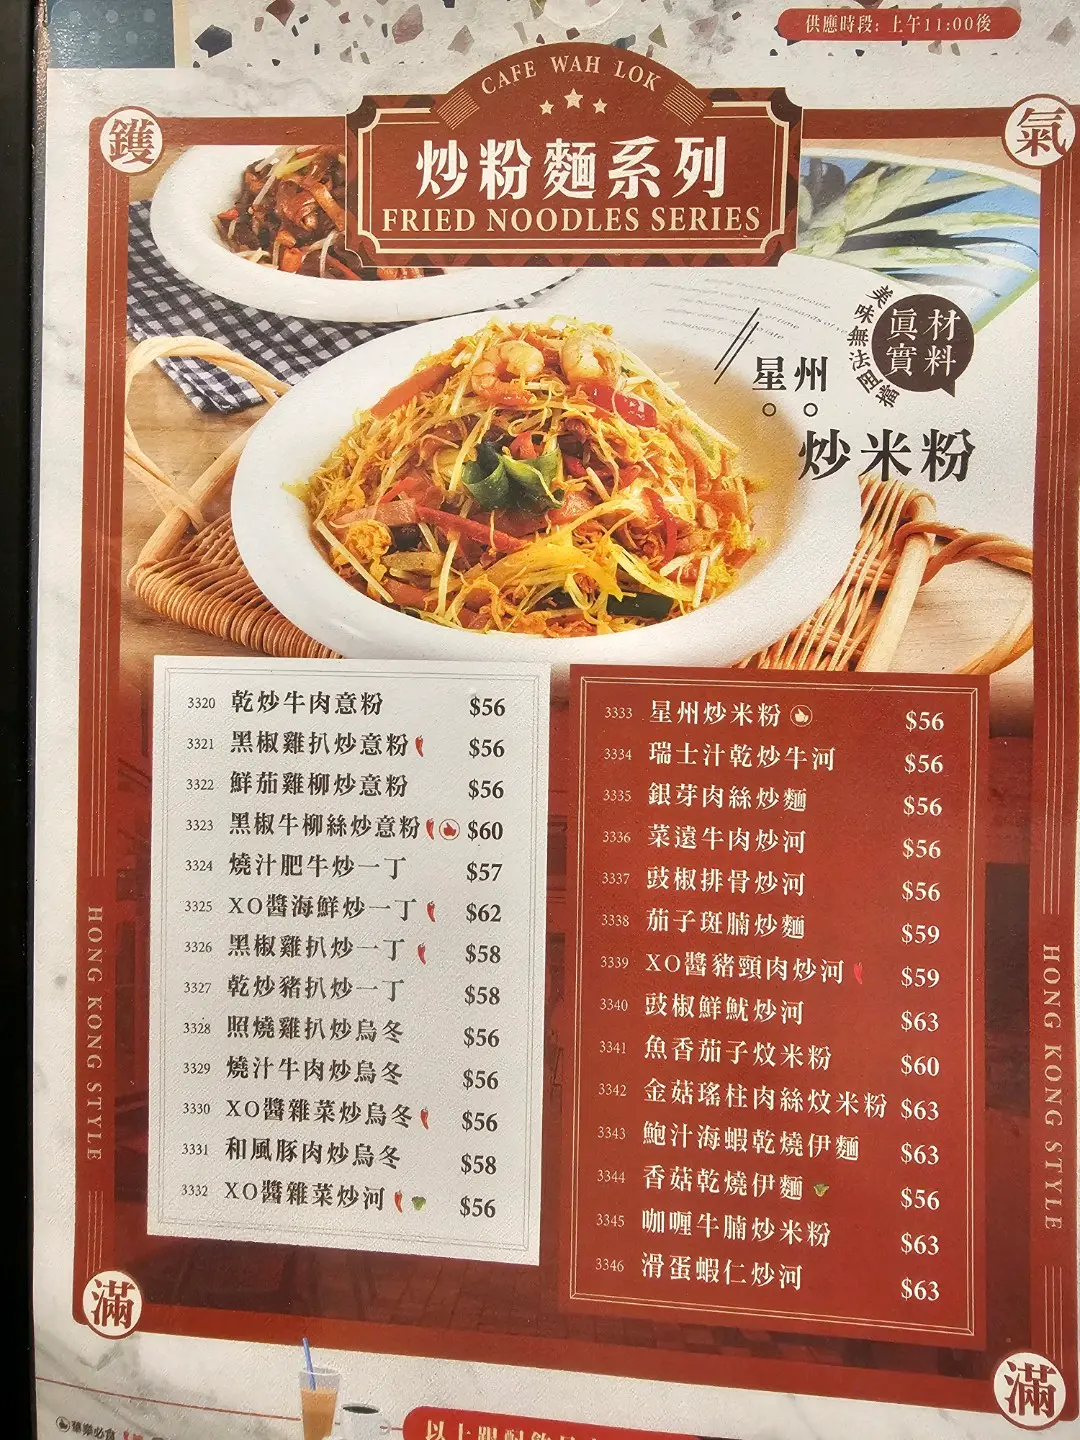 供應時段: 上午11:00後
CAFE WAH LOK
炒粉麵系列
FRIED NOODLES SERIES
鑊
氣
美味無法阻擋
真材
實料
星州
炒米粉
3320 乾炒牛肉意粉 $56
3321 黑椒雞扒炒意粉 $56
3322 鮮茄雞柳炒意粉 $56
3323 黑椒牛柳絲炒意粉 $60
3324 燒汁肥牛炒一丁 $57
3325 XO醬海鮮炒一丁 $62
3326 黑椒雞扒炒一丁 $58
3327 乾炒豬扒炒一丁 $58
3328 照燒雞扒炒烏冬 $56
3329 燒汁牛肉炒烏冬 $56
3330 XO醬雜菜炒烏冬 $56
3331 和風豚肉炒烏冬 $58
3332 XO醬雜菜炒河 $56
3333 星州炒米粉 $56
3334 瑞士汁乾炒牛河 $56
3335 銀芽肉絲炒麵 $56
3336 菜遠牛肉炒河 $56
3337 豉椒排骨炒河 $56
3338 茄子斑腩炒麵 $59
3339 XO醬豬頸肉炒河 $59
3340 豉椒鮮魷炒河 $63
3341 魚香茄子炆米粉 $60
3342 金菇瑤柱肉絲炆米粉 $63
3343 鮑汁海蝦乾燒伊麵 $63
3344 香菇乾燒伊麵 $56
3345 咖喱牛腩炒米粉 $63
3346 滑蛋蝦仁炒河 $63
HONG KONG STYLE
HONG KONG STYLE
滿
滿
華樂必食
以上跟配飲品